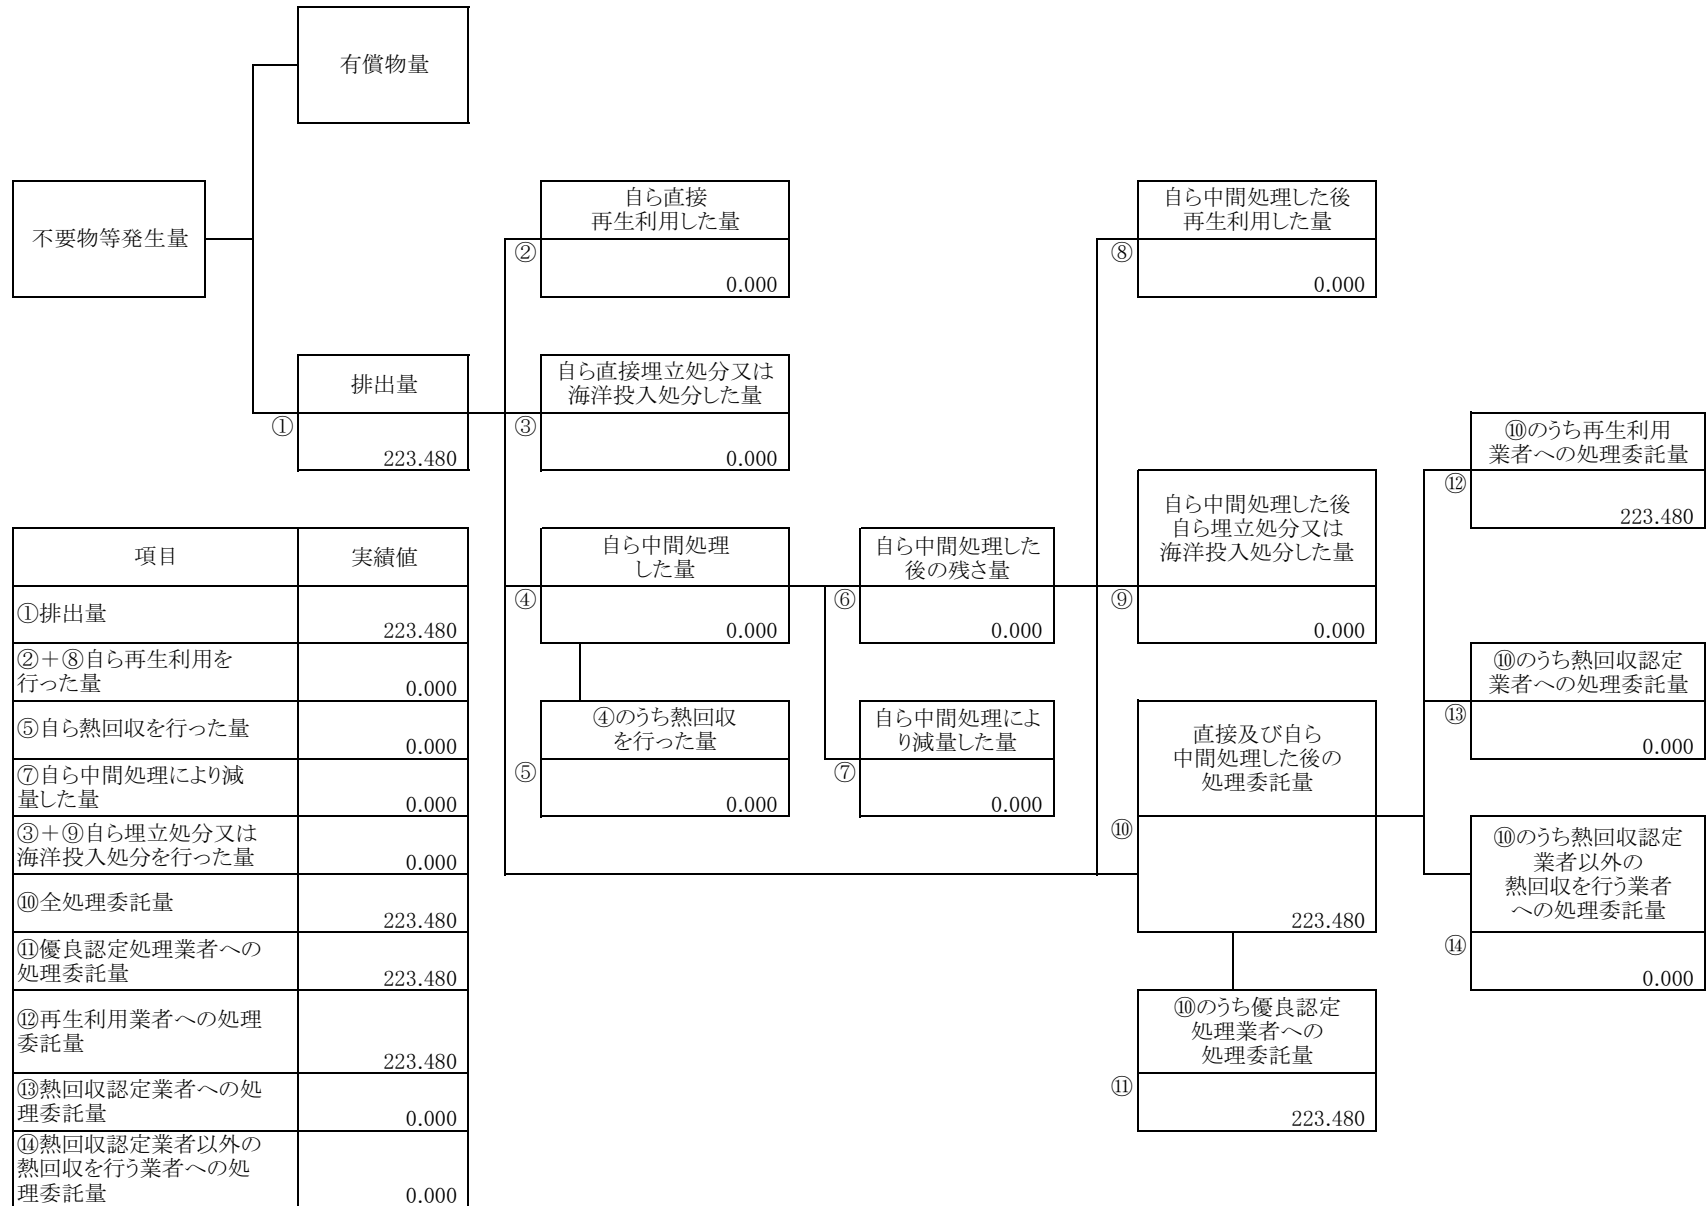 有償物量
不要物等発生量
排出量
①
223.480
自ら直接
再生利用した量
②
0.000
自ら直接埋立処分又は
海洋投入処分した量
③
0.000
自ら中間処理
した量
④
0.000
④のうち熱回収
を行った量
⑤
0.000
自ら中間処理した
後の残さ量
⑥
0.000
自ら中間処理によ
り減量した量
⑦
0.000
自ら中間処理した後
再生利用した量
⑧
0.000
自ら中間処理した後
自ら埋立処分又は
海洋投入処分した量
⑨
0.000
直接及び自ら
中間処理した後の
処理委託量
⑩
223.480
⑩のうち優良認定
処理業者への
処理委託量
⑪
223.480
⑩のうち再生利用
業者への処理委託量
⑫
223.480
⑩のうち熱回収認定
業者への処理委託量
⑬
0.000
⑩のうち熱回収認定
業者以外の
熱回収を行う業者
への処理委託量
⑭
0.000
項目 実績値
①排出量
223.480
②＋⑧自ら再生利用を
行った量 0.000
⑤自ら熱回収を行った量
0.000
⑦自ら中間処理により減
量した量 0.000
③＋⑨自ら埋立処分又は
海洋投入処分を行った量 0.000
⑩全処理委託量
223.480
⑪優良認定処理業者への
処理委託量 223.480
⑫再生利用業者への処理
委託量
223.480
⑬熱回収認定業者への処
理委託量 0.000
⑭熱回収認定業者以外の
熱回収を行う業者への処
理委託量 0.000